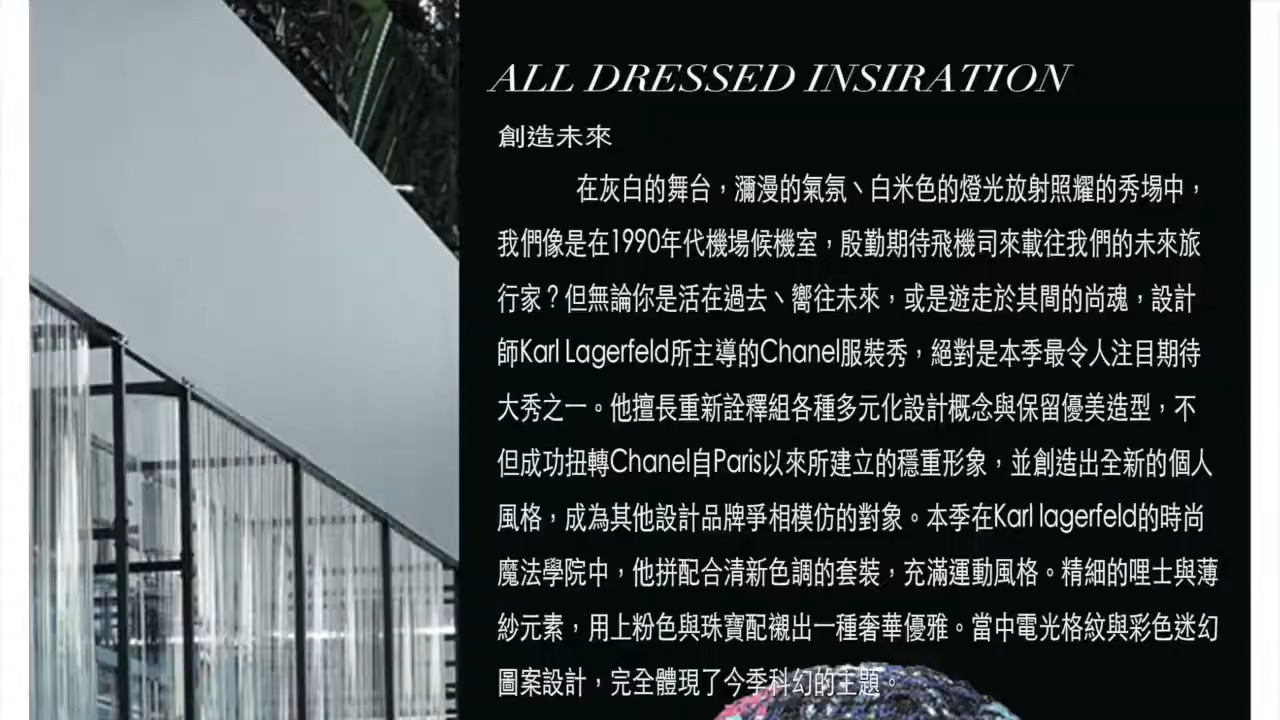 ALL DRESSED INSIRATION
創造未來
在灰白的舞台，瀰漫的氣氛、白米色的燈光放射照耀的秀場中，
我們像是在1990年代機場候機室，殷勤期待飛機司來載往我們的未來旅
行家？但無論你是活在過去、嚮往未來，或是遊走於其間的尚魂，設計
師Karl Lagerfeld所主導的Chanel服裝秀，絕對是本季最令人注目期待
大秀之一。他擅長重新詮釋組各種多元化設計概念與保留優美造型，不
但成功扭轉Chanel自Paris以來所建立的穩重形象，並創造出全新的個人
風格，成為其他設計品牌爭相模仿的對象。本季在Karl lagerfeld的時尚
魔法學院中，他拼配合清新色調的套裝，充滿運動風格。精細的哩士與薄
紗元素，用上粉色與珠寶配襯出一種奢華優雅。當中電光格紋與彩色迷幻
圖案設計，完全體現了今季科幻的主題。